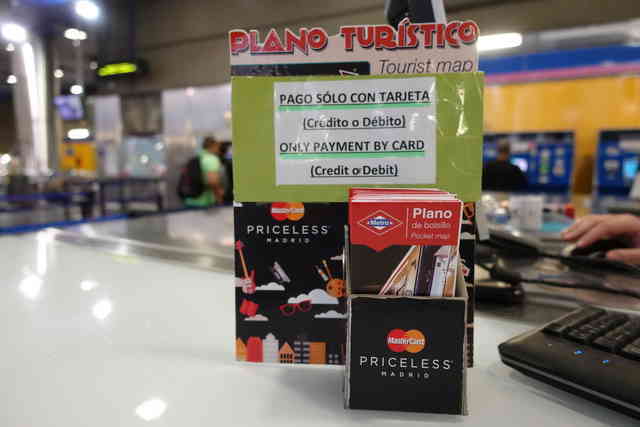 PLANO TURÍSTICO
Tourist map
PAGO SÓLO CON TARJETA
(Crédito o Débito)
ONLY PAYMENT BY CARD
(Credit o Debit)
MasterCard
PRICELESS
MADRID
Metro
Plano
de bolsillo
Pocket map
MasterCard
PRICELESS
MADRID